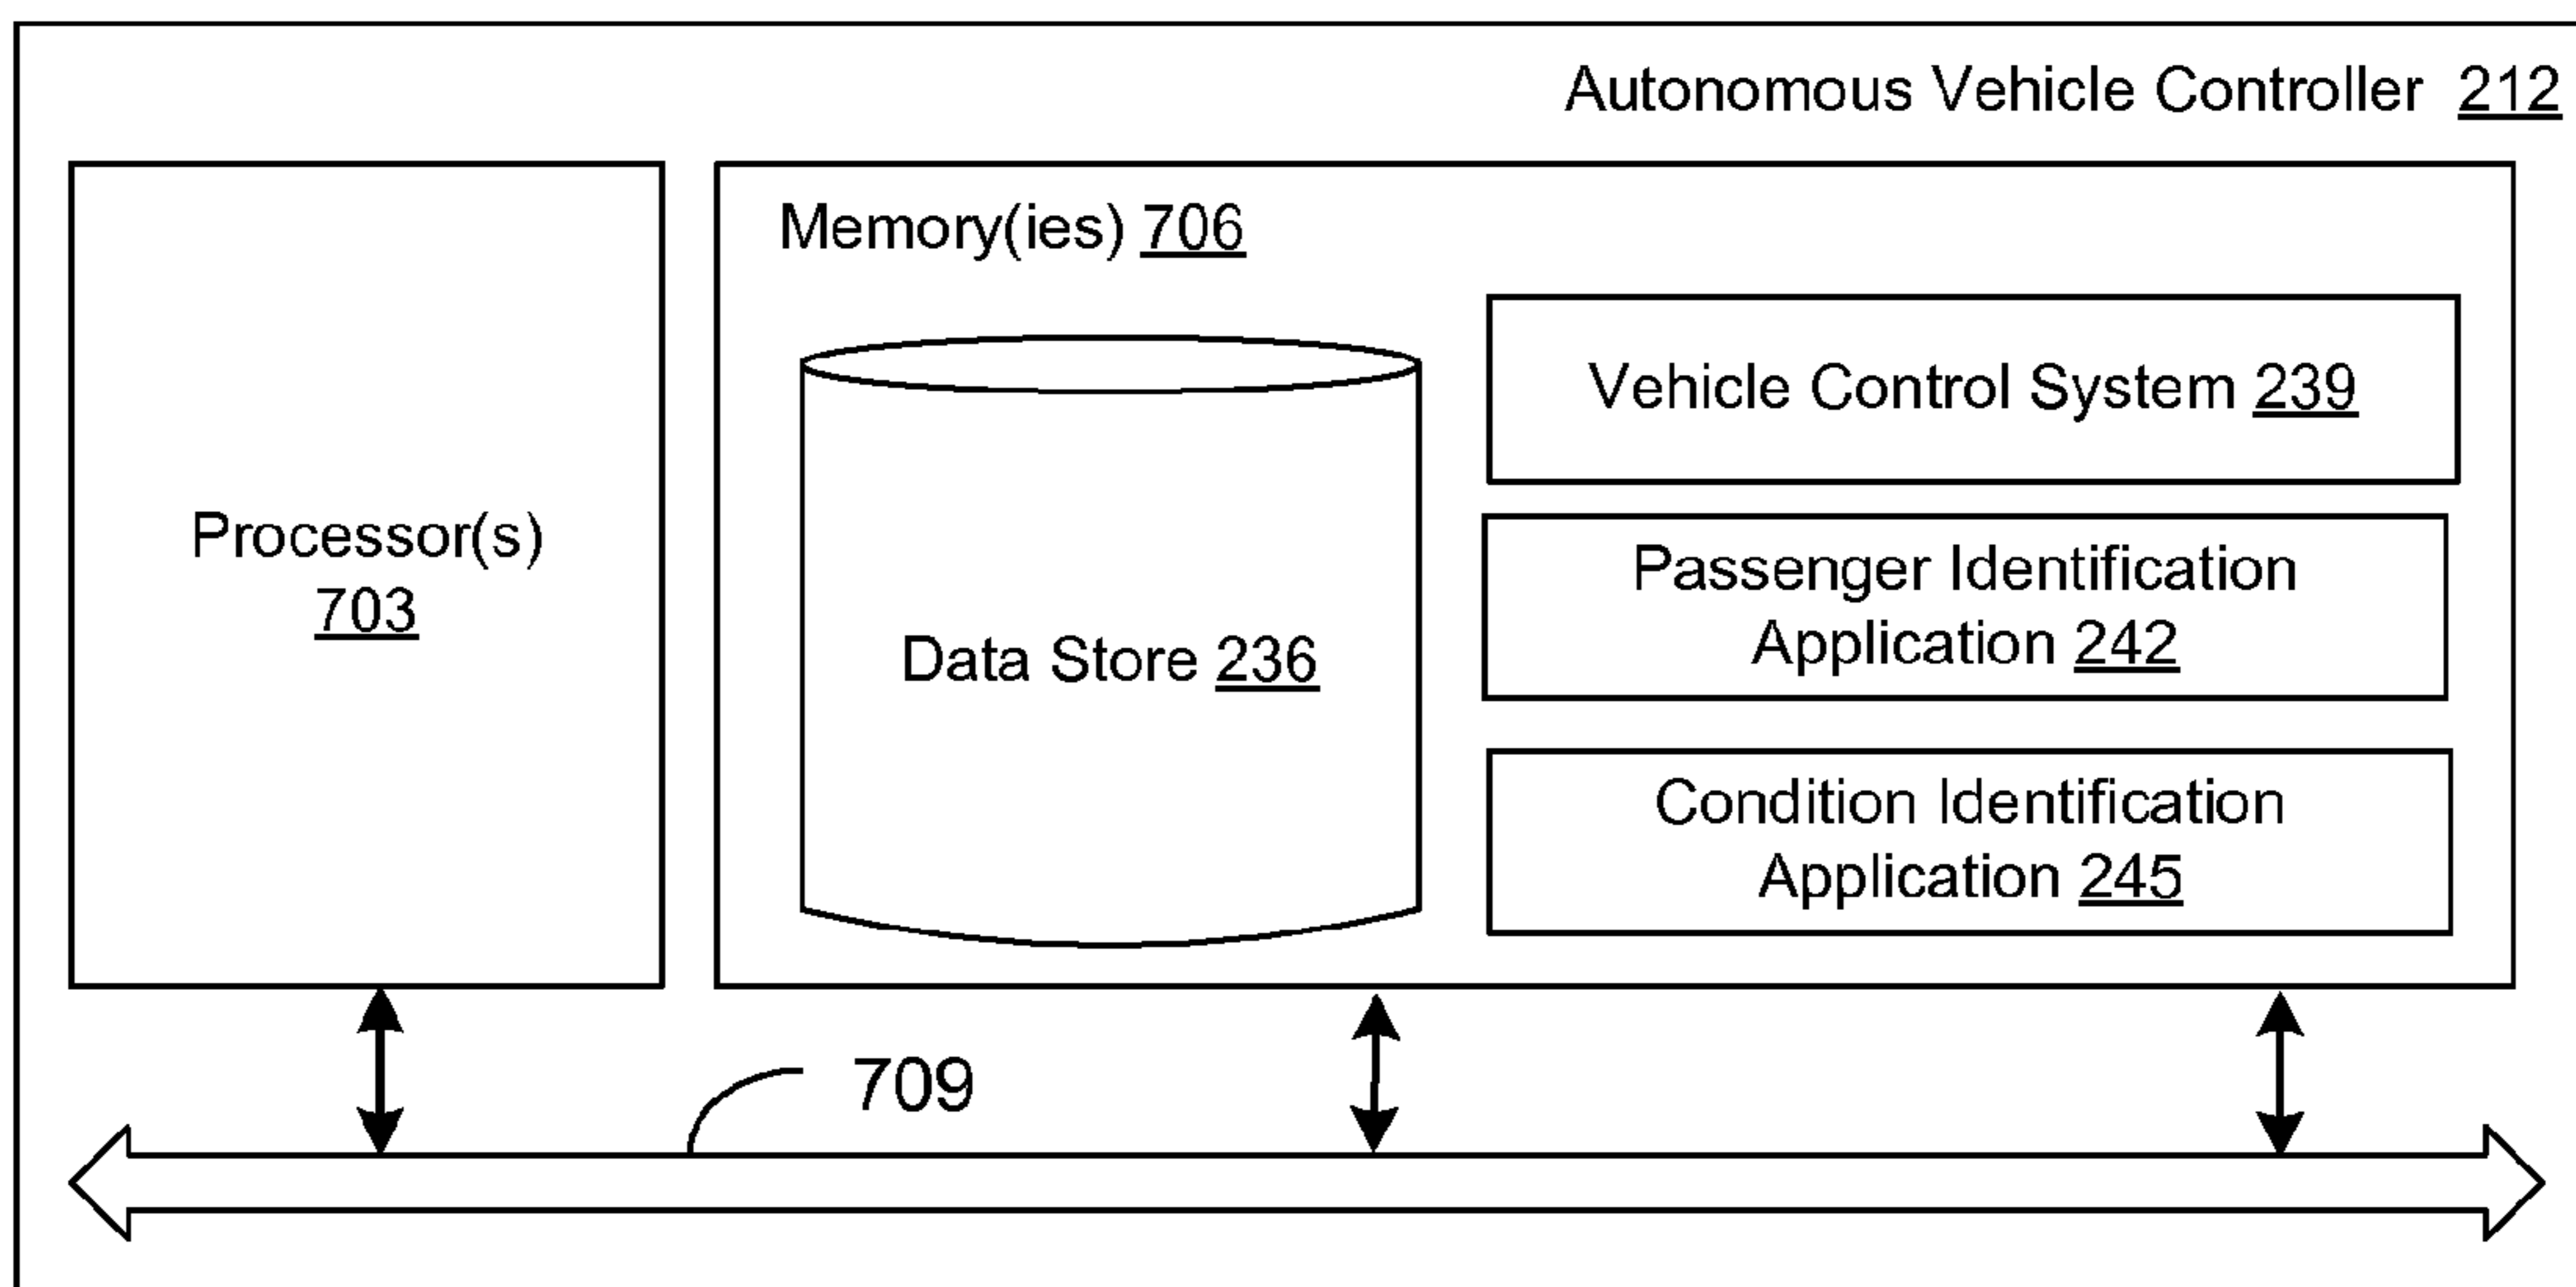 Autonomous Vehicle Controller 212
Memory(ies) 706
Vehicle Control System 239
Processor(s)
703
Passenger Identification
Application 242
Data Store 236
Condition Identification
Application 245
709